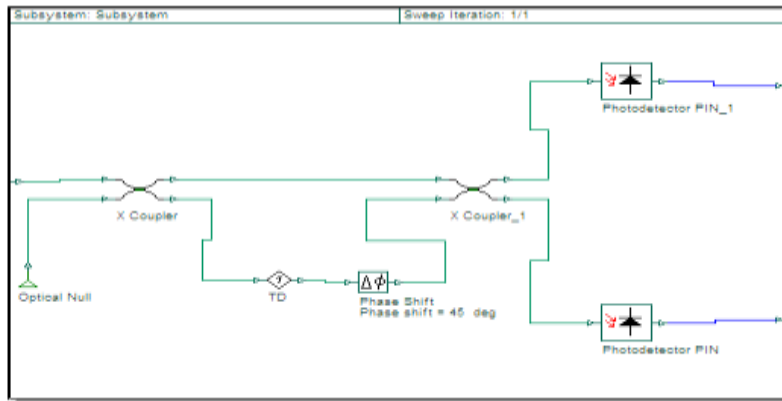 Subsystem: Subsystem
Sweep Iteration: 1/1
Photodetector PIN_1
X Coupler
X Coupler_1
Optical Null
TD
Δϕ
Phase Shift
Phase shift = 45 deg
Photodetector PIN